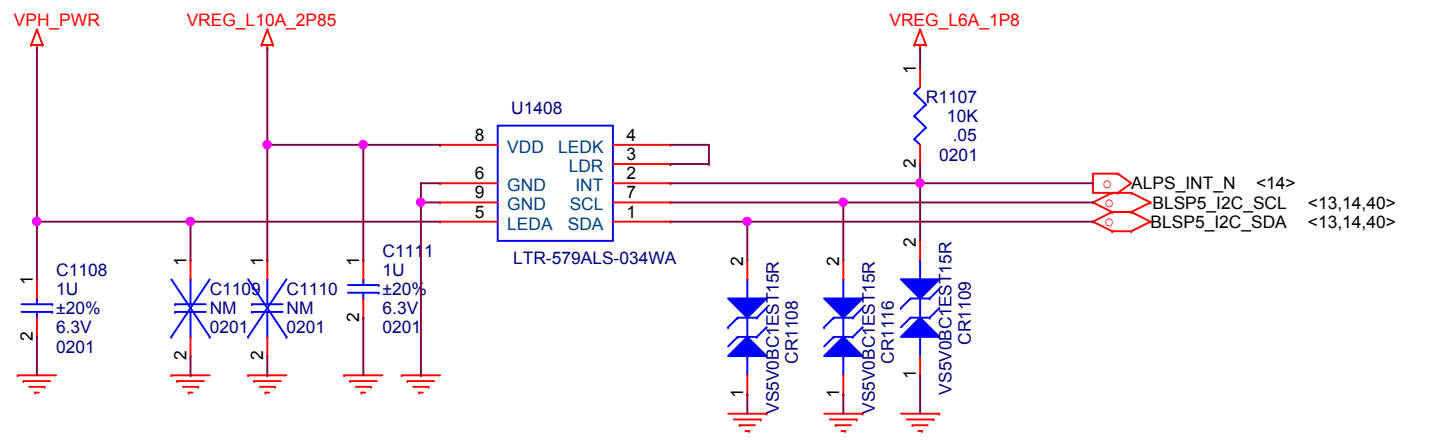 VPH_PWR
VREG_L10A_2P85
VREG_L6A_1P8
U1408
8
6
9
5
VDD
GND
GND
LEDA
LEDK
LDR
INT
SCL
SDA
4
3
2
7
1
LTR-579ALS-034WA
1
R1107
10K
.05
0201
2
ALPS_INT_N <14>
BLSP5_I2C_SCL <13,14,40>
BLSP5_I2C_SDA <13,14,40>
1
C1108
1U
±20%
6.3V
0201
2
1
C1109
NM
0201
2
1
C1110
NM
0201
2
1
C1111
1U
±20%
6.3V
0201
2
2
VS5V0BC1EST15R
CR1108
1
2
VS5V0BC1EST15R
CR1116
1
2
VS5V0BC1EST15R
CR1109
1